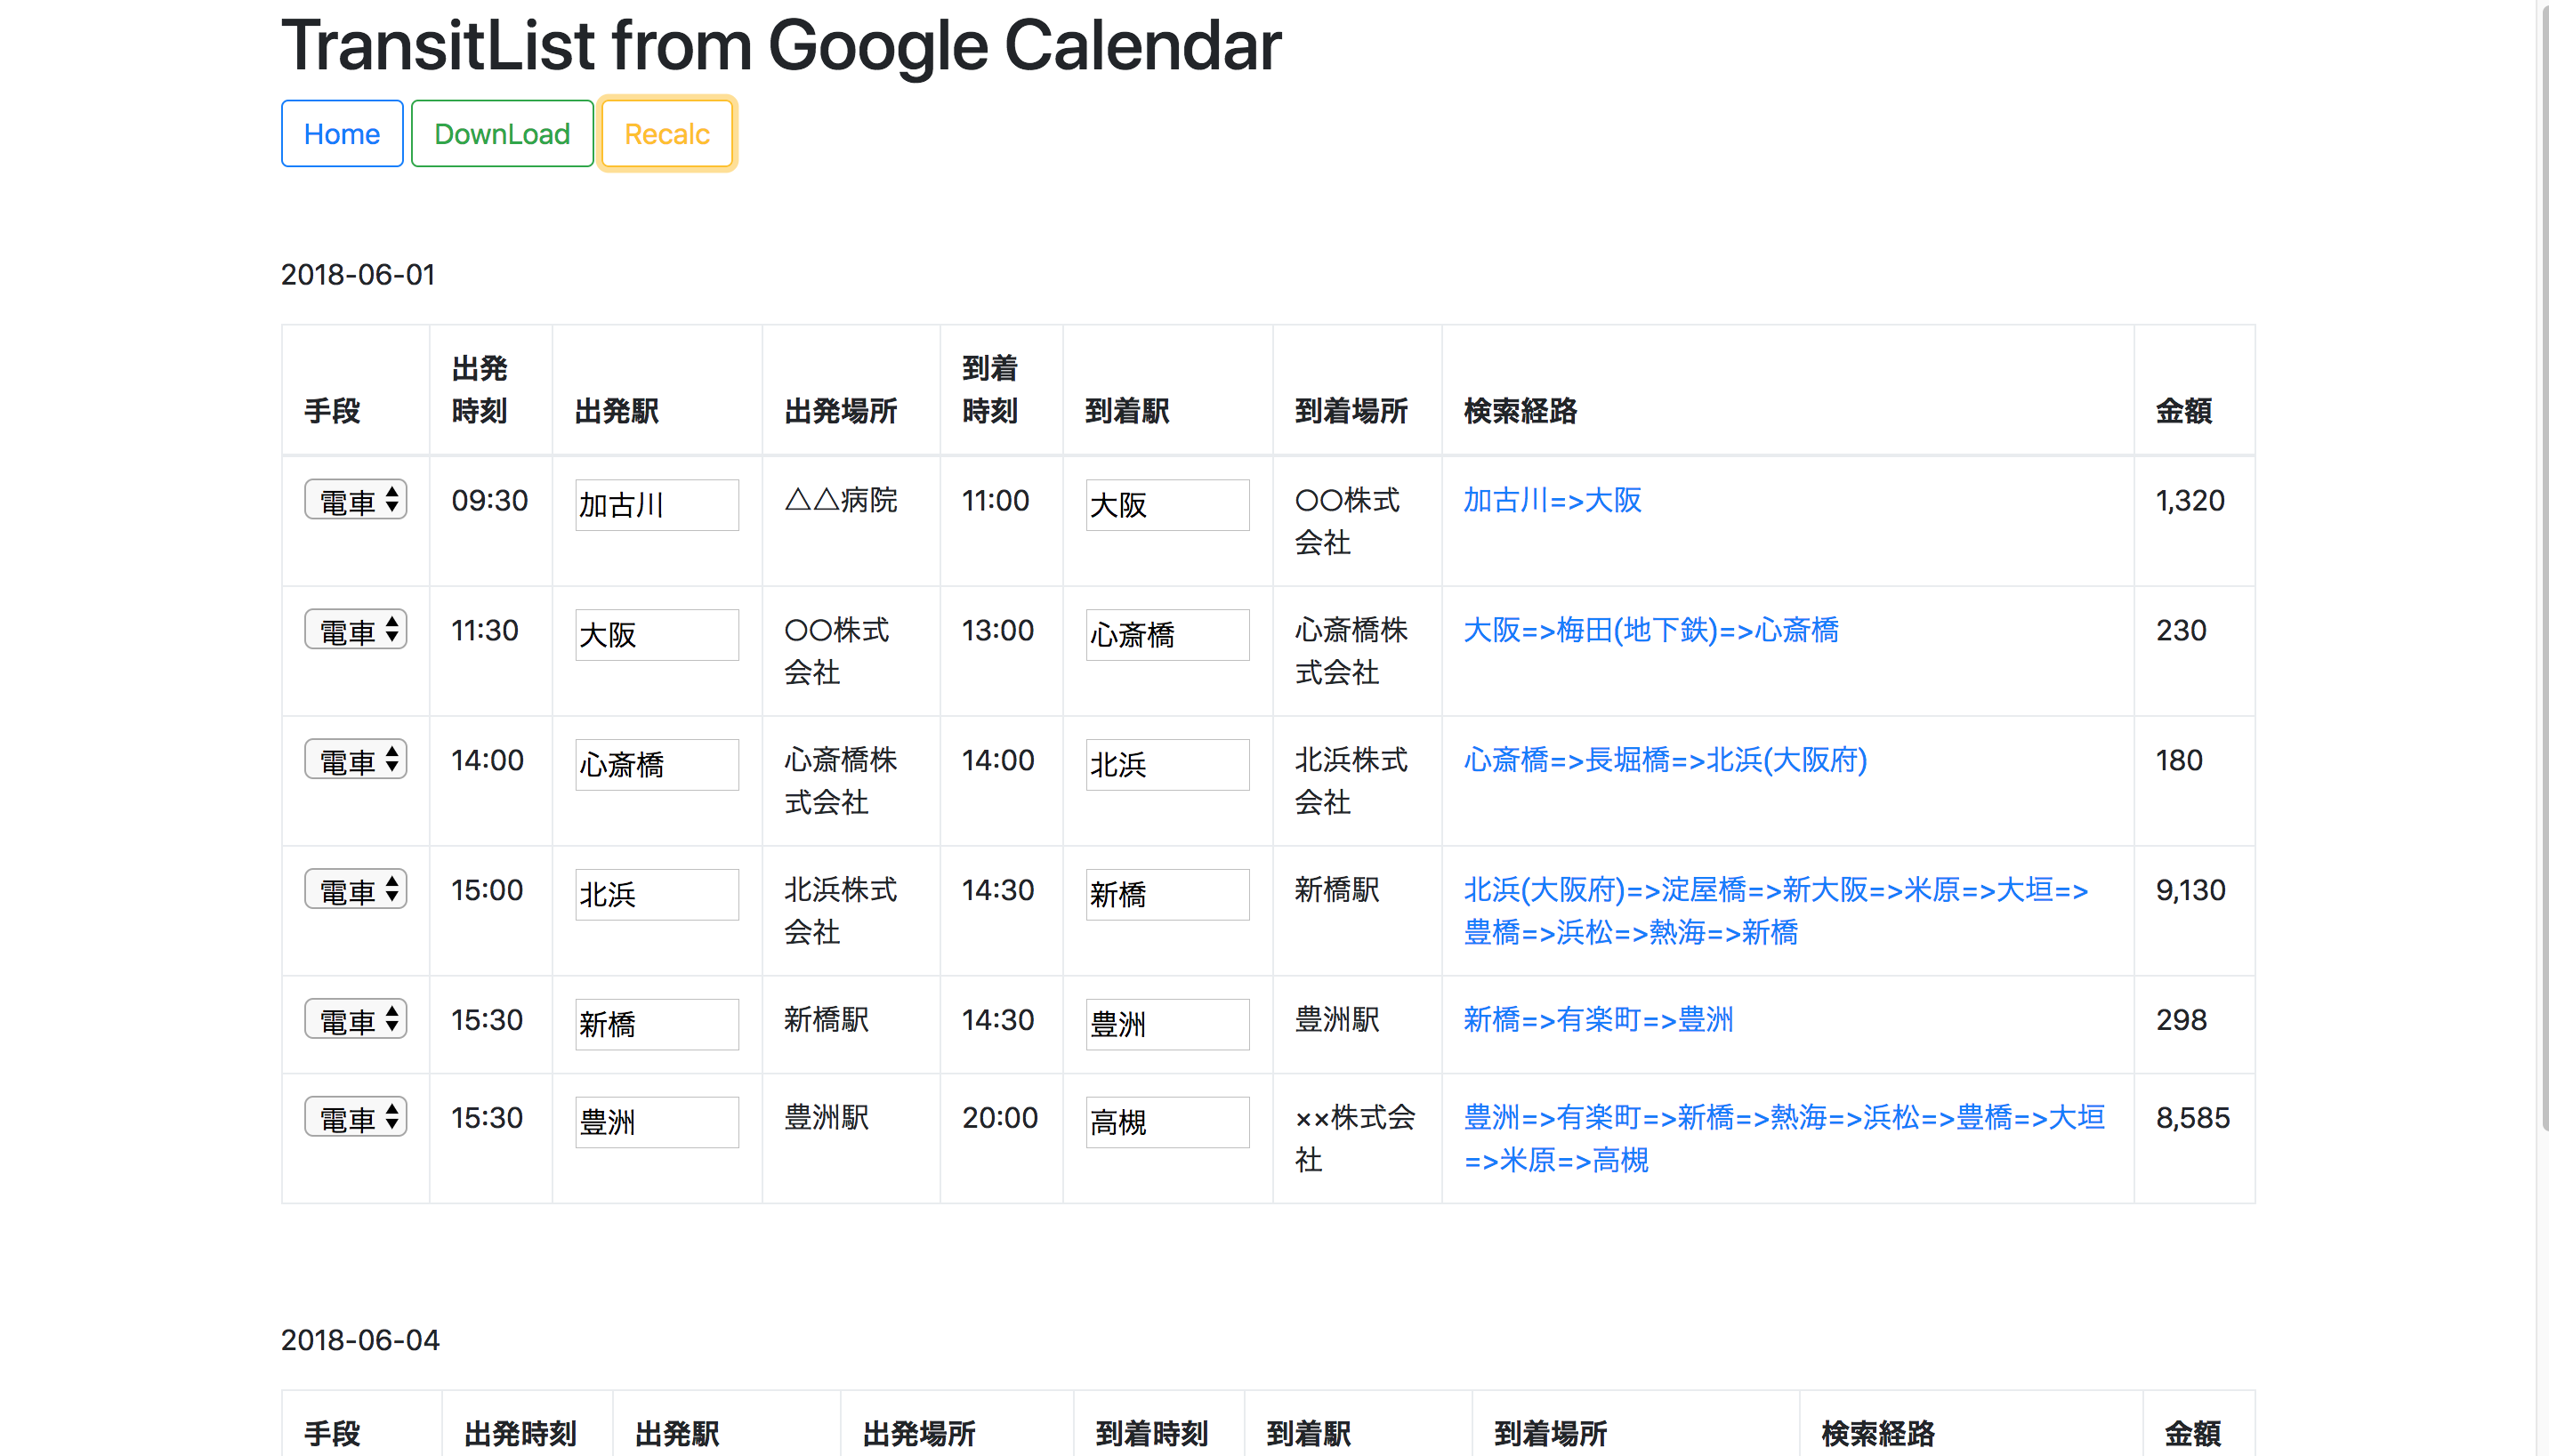 TransitList from Google Calendar
Home DownLoad Recalc
2018-06-01
手段 出発時刻 出発駅 出発場所 到着時刻 到着駅 到着場所 検索経路 金額
電車 09:30 加古川 △△病院 11:00 大阪 〇〇株式会社 加古川=>大阪 1,320
電車 11:30 大阪 〇〇株式会社 13:00 心斎橋 心斎橋株式会社 大阪=>梅田(地下鉄)=>心斎橋 230
電車 14:00 心斎橋 心斎橋株式会社 14:00 北浜 北浜株式会社 心斎橋=>長堀橋=>北浜(大阪府) 180
電車 15:00 北浜 北浜株式会社 14:30 新橋 新橋駅 北浜(大阪府)=>淀屋橋=>新大阪=>米原=>大垣=>豊橋=>浜松=>熱海=>新橋 9,130
電車 15:30 新橋 新橋駅 14:30 豊洲 豊洲駅 新橋=>有楽町=>豊洲 298
電車 15:30 豊洲 豊洲駅 20:00 高槻 ××株式会社 豊洲=>有楽町=>新橋=>熱海=>浜松=>豊橋=>大垣=>米原=>高槻 8,585
2018-06-04
手段 出発時刻 出発駅 出発場所 到着時刻 到着駅 到着場所 検索経路 金額